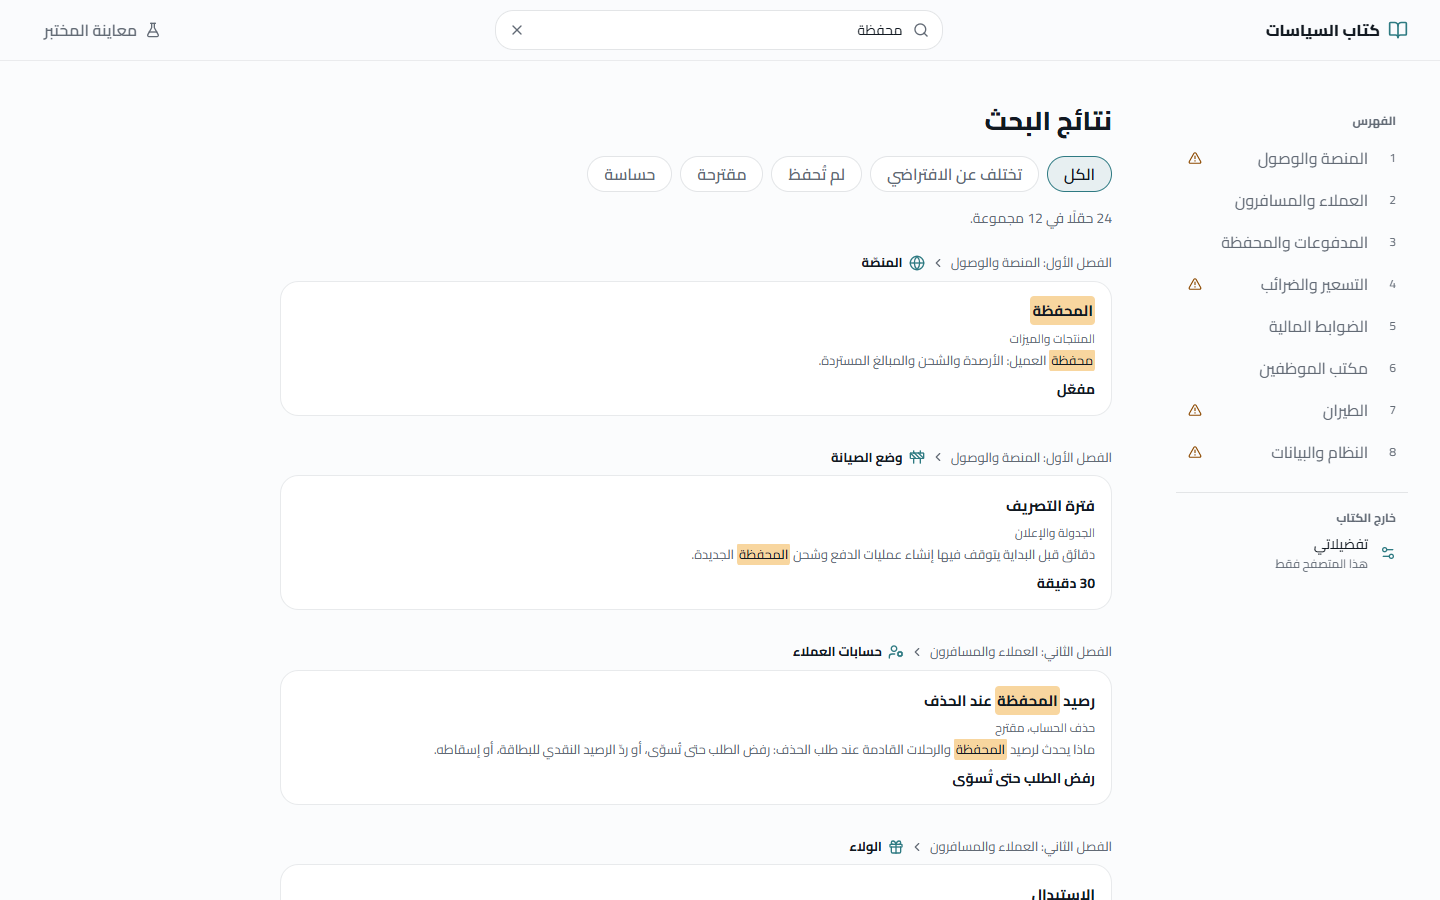 كتاب السياسات
محفظة
معاينة المختبر
الفهرس
1 المنصة والوصول
2 العملاء والمسافرون
3 المدفوعات والمحفظة
4 التسعير والضرائب
5 الضوابط المالية
6 مكتب الموظفين
7 الطيران
8 النظام والبيانات
خارج الكتاب
تفضيلاتي
هذا المتصفح فقط
نتائج البحث
الكل
تختلف عن الافتراضي
لم تُحفظ
مقترحة
حساسة
24 حقلًا في 12 مجموعة.
الفصل الأول: المنصة والوصول المنصّة
المحفظة
المنتجات والميزات
محفظة العميل: الأرصدة والشحن والمبالغ المستردة.
مفعّل
الفصل الأول: المنصة والوصول وضع الصيانة
فترة التصريف
الجدولة والإعلان
دقائق قبل البداية يتوقف فيها إنشاء عمليات الدفع وشحن المحفظة الجديدة.
30 دقيقة
الفصل الثاني: العملاء والمسافرون حسابات العملاء
رصيد المحفظة عند الحذف
حذف الحساب، مقترح
ماذا يحدث لرصيد المحفظة والرحلات القادمة عند طلب الحذف: رفض الطلب حتى تُسوّى، أو ردّ الرصيد النقدي للبطاقة، أو إسقاطه.
رفض الطلب حتى تُسوّى
الفصل الثاني: العملاء والمسافرون الولاء
الاستبدال